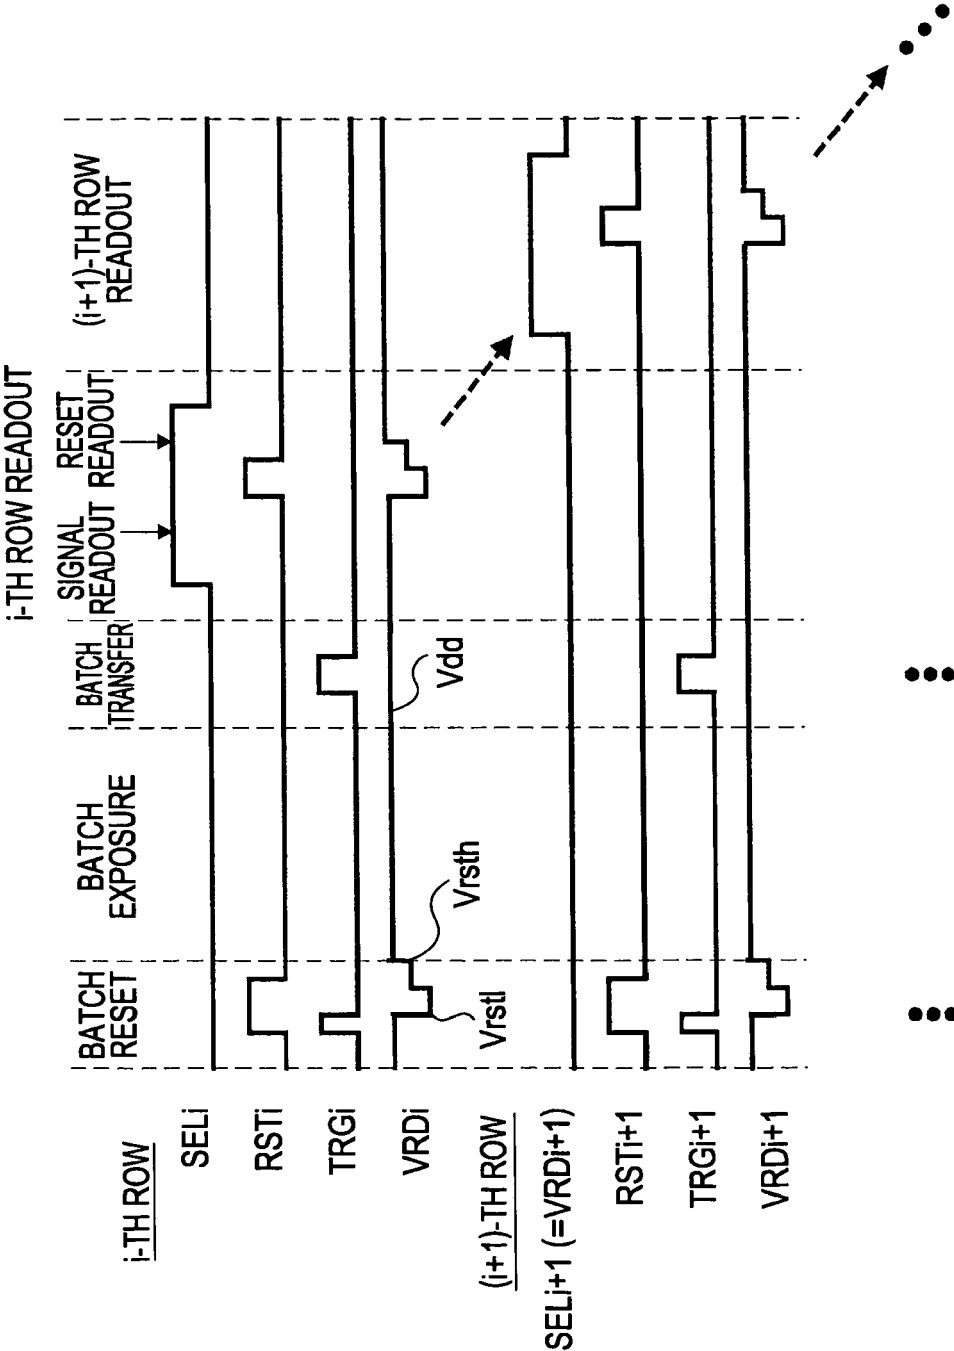 i-TH ROW READOUT
BATCH
RESET
BATCH
EXPOSURE
BATCH
TRANSFER
SIGNAL
READOUT
RESET
READOUT
(i+1)-TH ROW
READOUT
i-TH ROW
SELi
RSTi
TRGi
VRDi
Vrstl
Vrsth
Vdd
(i+1)-TH ROW
SELi+1 (=VRDi+1)
RSTi+1
TRGi+1
VRDi+1